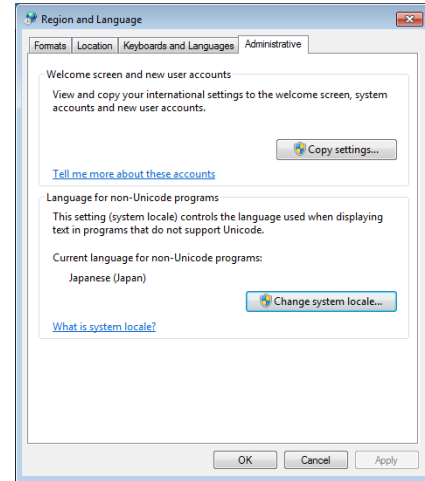 Region and Language
Formats Location Keyboards and Languages Administrative
Welcome screen and new user accounts
View and copy your international settings to the welcome screen, system
accounts and new user accounts.
Copy settings...
Tell me more about these accounts
Language for non-Unicode programs
This setting (system locale) controls the language used when displaying
text in programs that do not support Unicode.
Current language for non-Unicode programs:
Japanese (Japan)
Change system locale...
What is system locale?
OK Cancel Apply